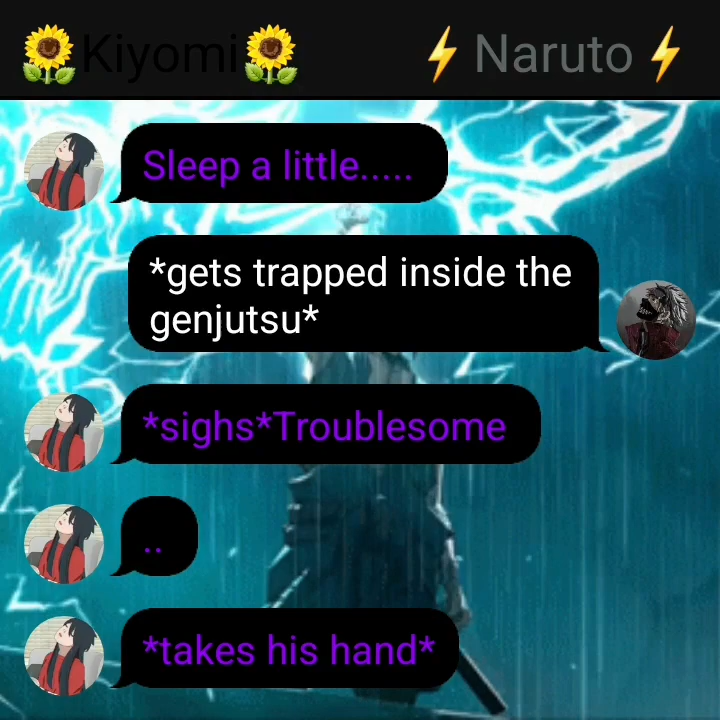 🌻Kiyomi🌻 ⚡ Naruto ⚡
Sleep a little.....
*gets trapped inside the
genjutsu*
*sighs*Troublesome
..
*takes his hand*